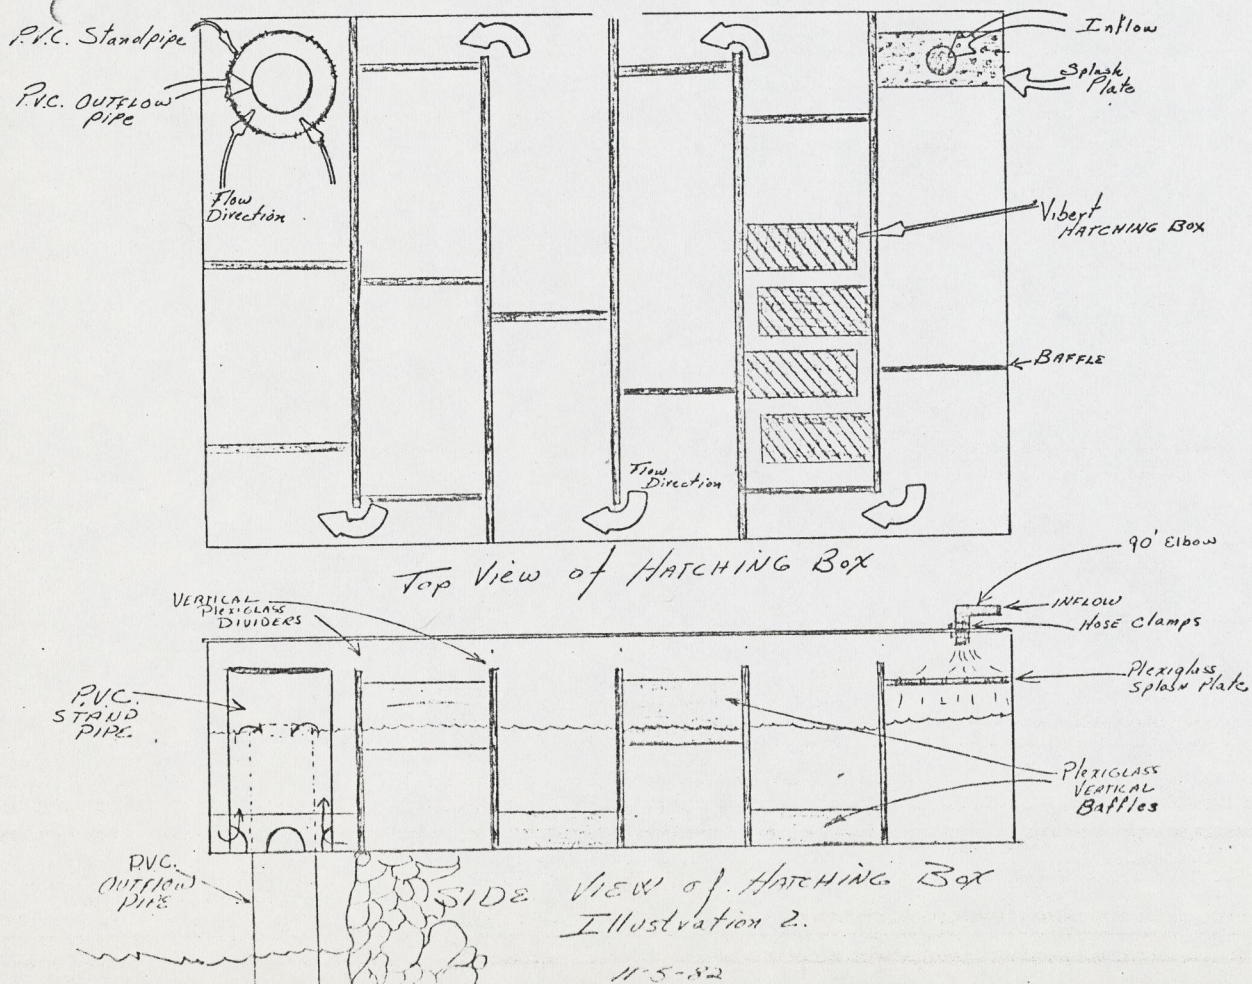 P.V.C. Standpipe
P.V.C. OUTFLOW
PIPE
Flow
Direction
Inflow
Splash
Plate
Vibert
HATCHING BOX
BAFFLE
Flow
Direction
Top View of HATCHING BOX
90° Elbow
INFLOW
HOSE Clamps
VERTICAL
PLEXIGLASS
DIVIDERS
P.V.C.
STAND
PIPE
Plexiglass
Splash Plate
PLEXIGLASS
VERTICAL
Baffles
P.V.C.
OUTFLOW
PIPE
SIDE VIEW of HATCHING BOX
Illustration 2.
11-5-82